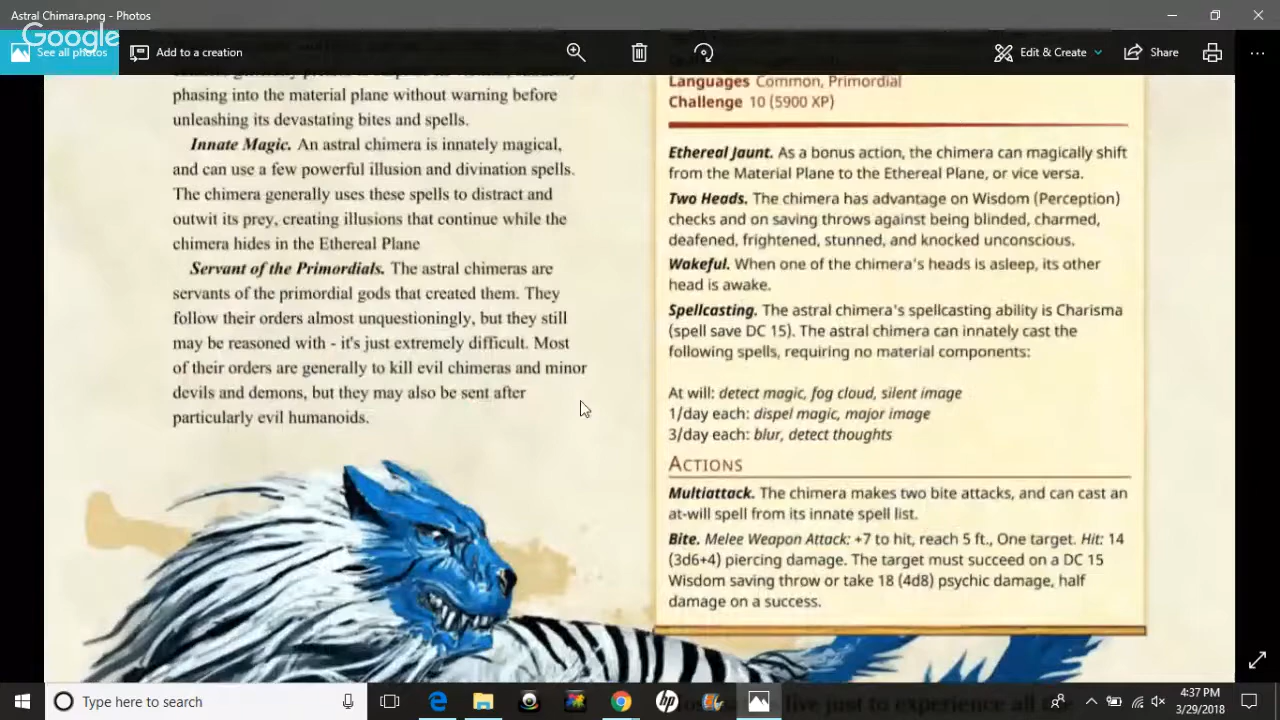 Astral Chimara.png - Photos
Google
See all photos
Add to a creation
Edit & Create
Share
phasing into the material plane without warning before
unleashing its devastating bites and spells.
Innate Magic. An astral chimera is innately magical,
and can use a few powerful illusion and divination spells.
The chimera generally uses these spells to distract and
outwit its prey, creating illusions that continue while the
chimera hides in the Ethereal Plane
Servant of the Primordials. The astral chimeras are
servants of the primordial gods that created them. They
follow their orders almost unquestioningly, but they still
may be reasoned with - it's just extremely difficult. Most
of their orders are generally to kill evil chimeras and minor
devils and demons, but they may also be sent after
particularly evil humanoids.
Languages Common, Primordial
Challenge 10 (5900 XP)
Ethereal Jaunt. As a bonus action, the chimera can magically shift
from the Material Plane to the Ethereal Plane, or vice versa.
Two Heads. The chimera has advantage on Wisdom (Perception)
checks and on saving throws against being blinded, charmed,
deafened, frightened, stunned, and knocked unconscious.
Wakeful. When one of the chimera's heads is asleep, its other
head is awake.
Spellcasting. The astral chimera's spellcasting ability is Charisma
(spell save DC 15). The astral chimera can innately cast the
following spells, requiring no material components:
At will: detect magic, fog cloud, silent image
1/day each: dispel magic, major image
3/day each: blur, detect thoughts
ACTIONS
Multiattack. The chimera makes two bite attacks, and can cast an
at-will spell from its innate spell list.
Bite. Melee Weapon Attack: +7 to hit, reach 5 ft., One target. Hit: 14
(3d6+4) piercing damage. The target must succeed on a DC 15
Wisdom saving throw or take 18 (4d8) psychic damage, half
damage on a success.
live just to experience all the
Type here to search
hp
4:37 PM
3/29/2018